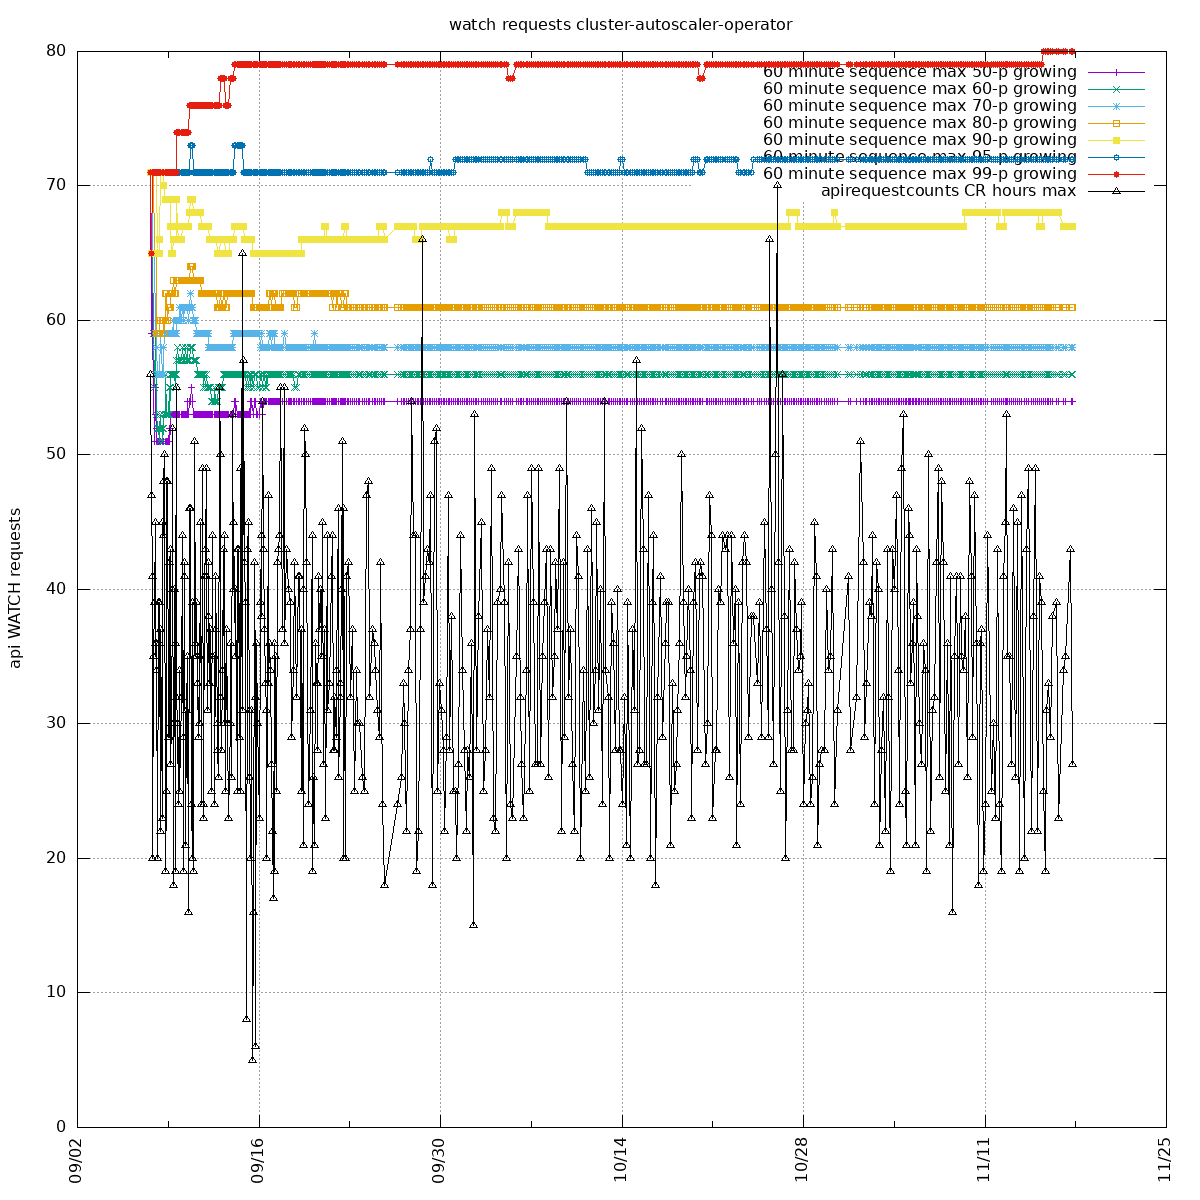 watch requests cluster-autoscaler-operator
80
70
60
50
40
30
20
10
0
api WATCH requests
60 minute sequence max 50-p growing
60 minute sequence max 60-p growing
60 minute sequence max 70-p growing
60 minute sequence max 80-p growing
60 minute sequence max 90-p growing
60 minute sequence max 95-p growing
60 minute sequence max 99-p growing
apirequestcounts CR hours max
09/02
09/16
09/30
10/14
10/28
11/11
11/25